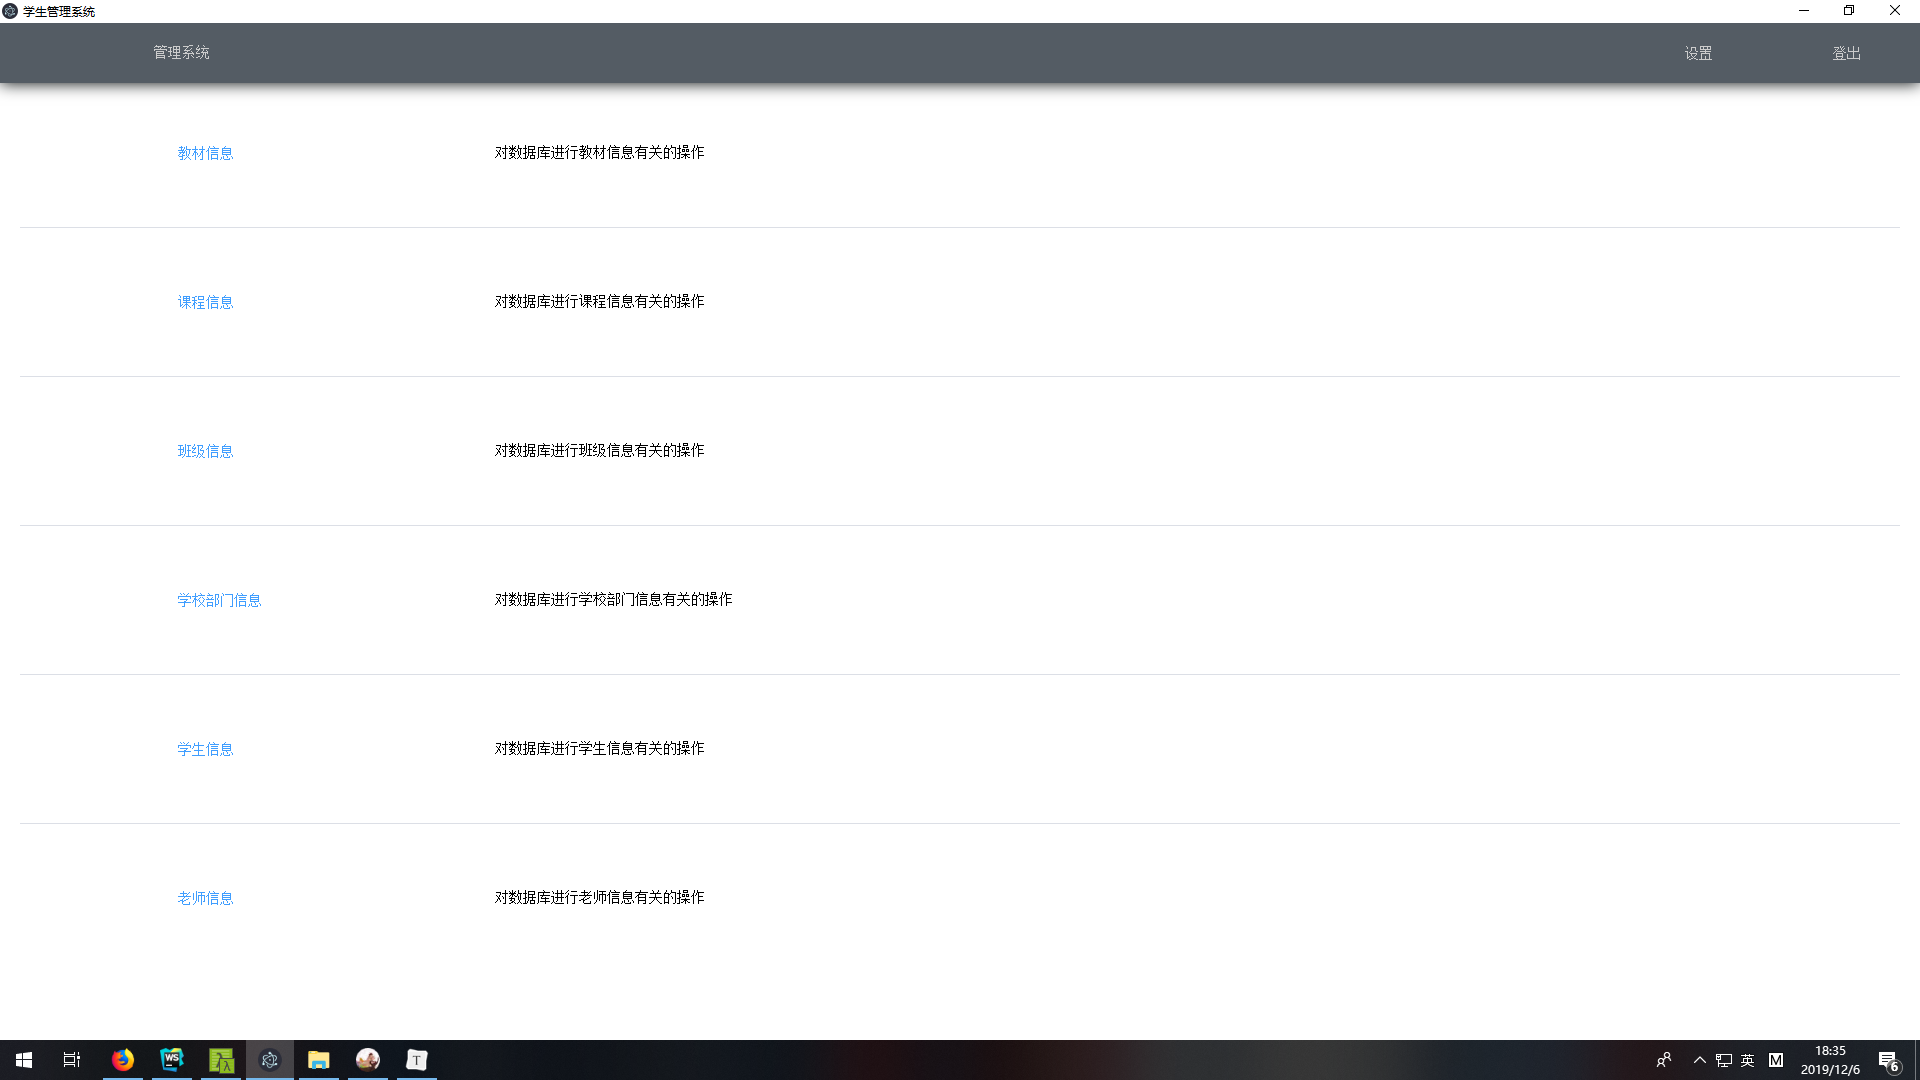 学生管理系统
管理系统 设置 登出
教材信息 对数据库进行教材信息有关的操作
课程信息 对数据库进行课程信息有关的操作
班级信息 对数据库进行班级信息有关的操作
学校部门信息 对数据库进行学校部门信息有关的操作
学生信息 对数据库进行学生信息有关的操作
老师信息 对数据库进行老师信息有关的操作
WS λ T 英 M 18:35
2019/12/6 6